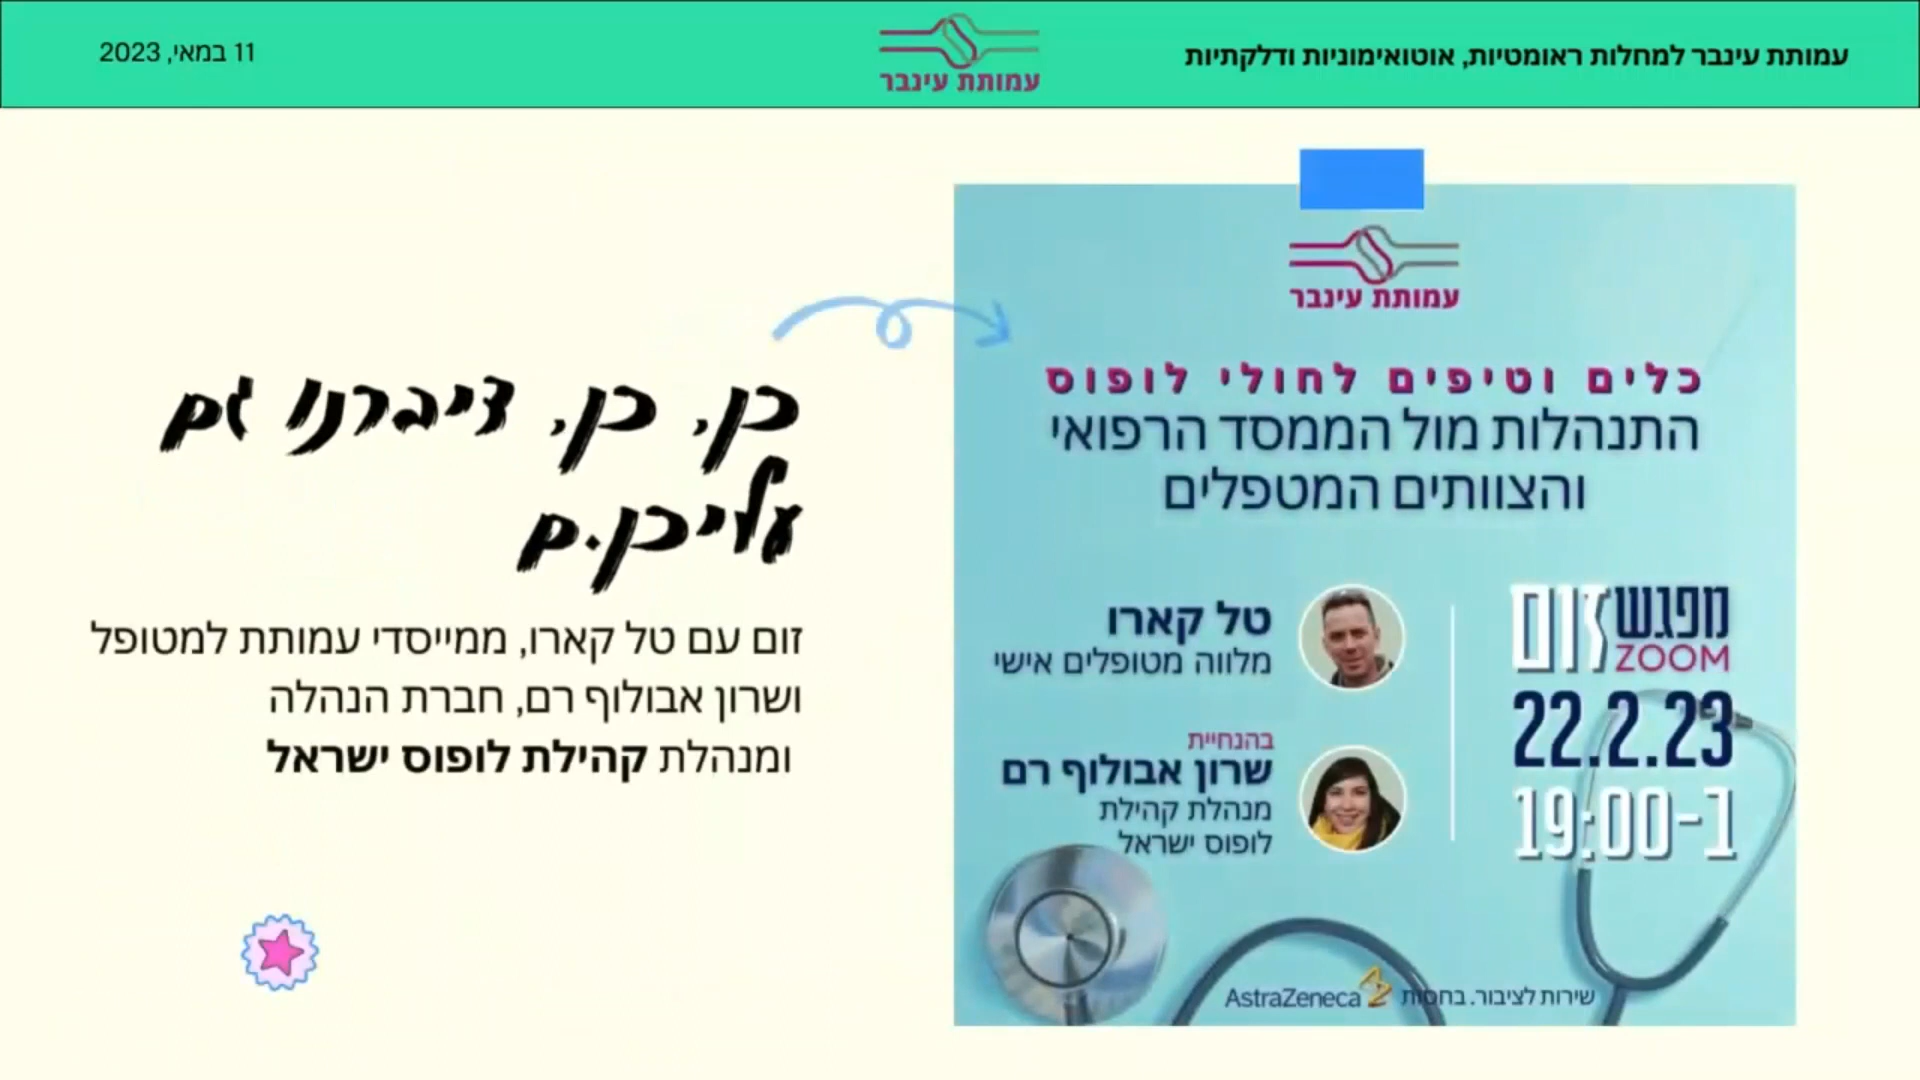 עמותת עינבר למחלות ראומטיות, אוטואימוניות ודלקתיות
עמותת עינבר
11 במאי, 2023
כן, כן, דיברנו גם
עליכן.ם
זום עם טל קארו, ממייסדי עמותת למטופל
ושרון אבולוף רם, חברת הנהלה
ומנהלת קהילת לופוס ישראל
עמותת עינבר
כלים וטיפים לחולי לופוס
התנהלות מול הממסד הרפואי
והצוותים המטפלים
מפגש זום
ZOOM
22.2.23
ב-19:00
טל קארו
מלווה מטופלים אישי
בהנחיית
שרון אבולוף רם
מנהלת קהילת
לופוס ישראל
שירות לציבור. בחסות AstraZeneca